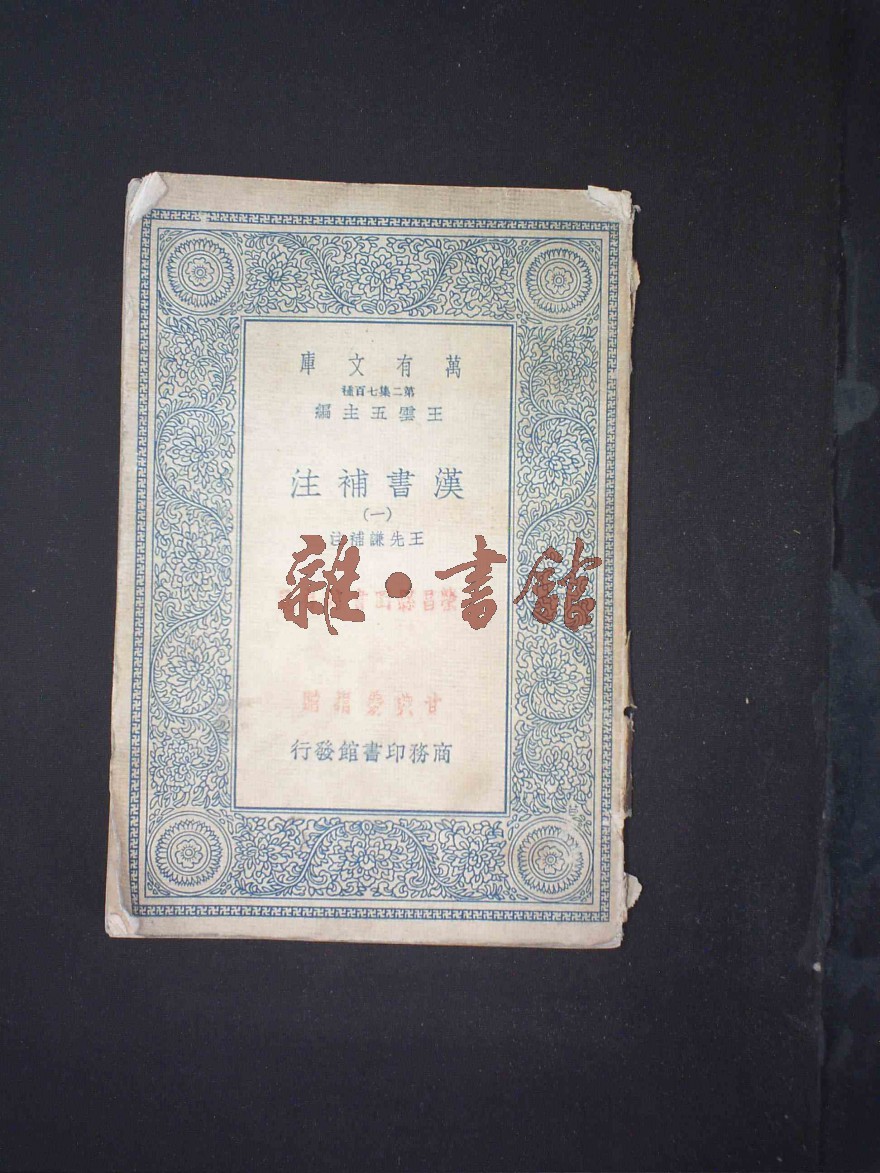 萬有文庫
第二集七百種
王雲五主編
漢書補注
(一)
王先謙補注
雜·書館
商務印書館發行